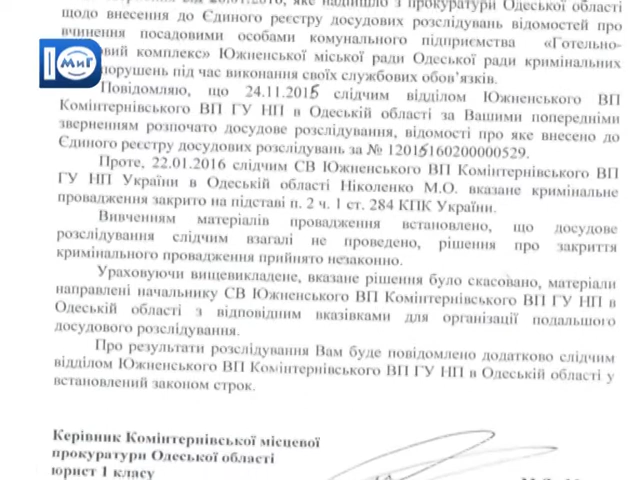 яке надійшло з прокуратури Одеської області
щодо внесення до Єдиного реєстру досудових розслідувань відомостей про
вчинення посадовими особами комунального підприємства «Готельно-
комплекс» Южненської міської ради Одеської ради кримінальних
під час виконання своїх службових обов'язків.
Повідомляю, що 24.11.2015 слідчим відділом Южненського ВП
Комінтернівського ВП ГУ НП в Одеській області за Вашими попередніми
зверненням розпочато досудове розслідування, відомості про яке внесено до
Єдиного реєстру досудових розслідувань за № 12015160200000529.
Проте, 22.01.2016 слідчим СВ Южненського ВП Комінтернівського ВП
ГУ НП України в Одеській області Ніколенко М.О. вказане кримінальне
провадження закрито на підставі п. 2 ч. 1 ст. 284 КПК України.
Вивченням матеріалів провадження встановлено, що досудове
розслідування слідчим взагалі не проведено, рішення про закриття
кримінального провадження прийнято незаконно.
Ураховуючи вищевикладене, вказане рішення було скасовано, матеріали
направлені начальнику СВ Южненського ВП Комінтернівського ВП ГУ НП в
Одеській області з відповідним вказівками для організації подальшого
досудового розслідування.
Про результати розслідування Вам буде повідомлено додатково слідчим
відділом Южненського ВП Комінтернівського ВП ГУ НП в Одеській області у
встановлений законом строк.
Керівник Комінтернівської місцевої
прокуратури Одеської області
юрист 1 класу
МиГ